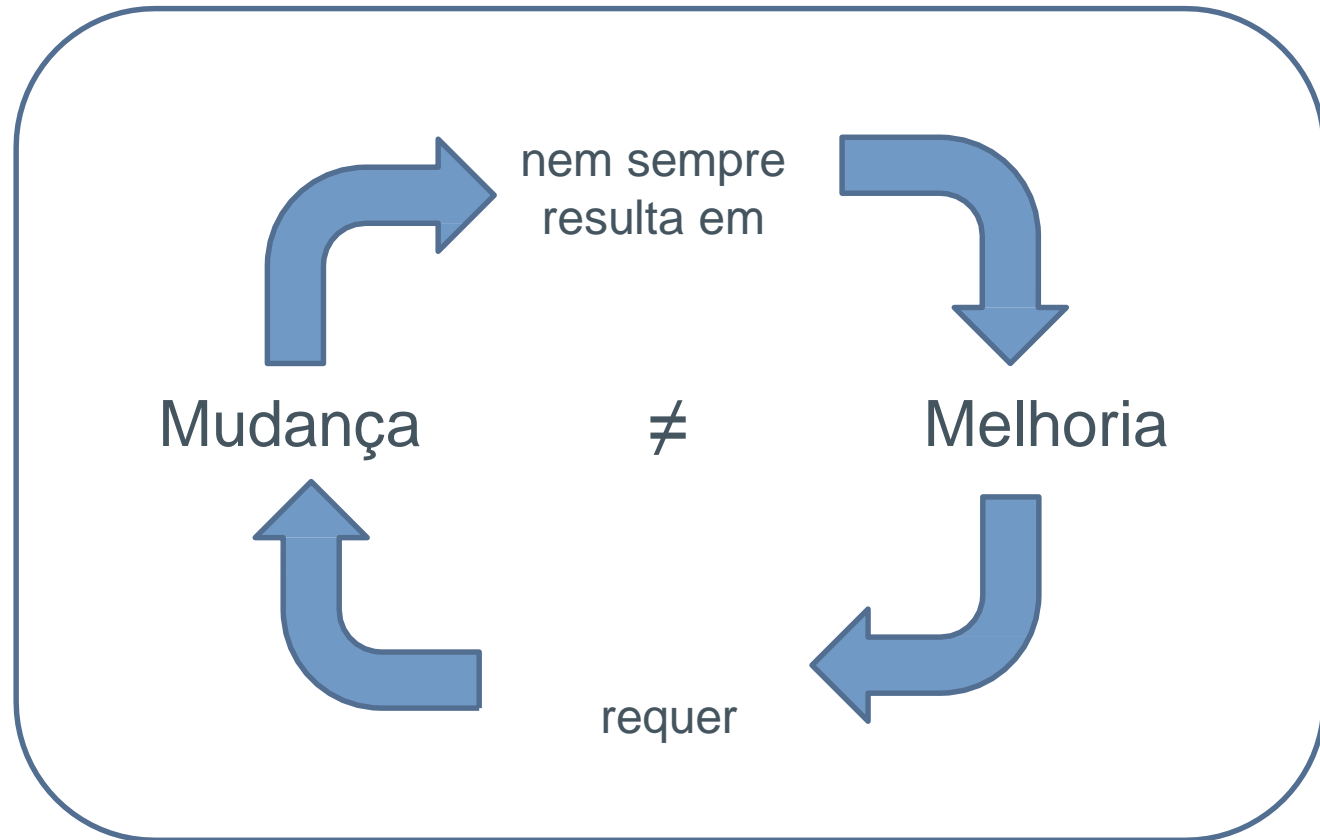 nem sempre
resulta em
Mudança
≠
Melhoria
requer